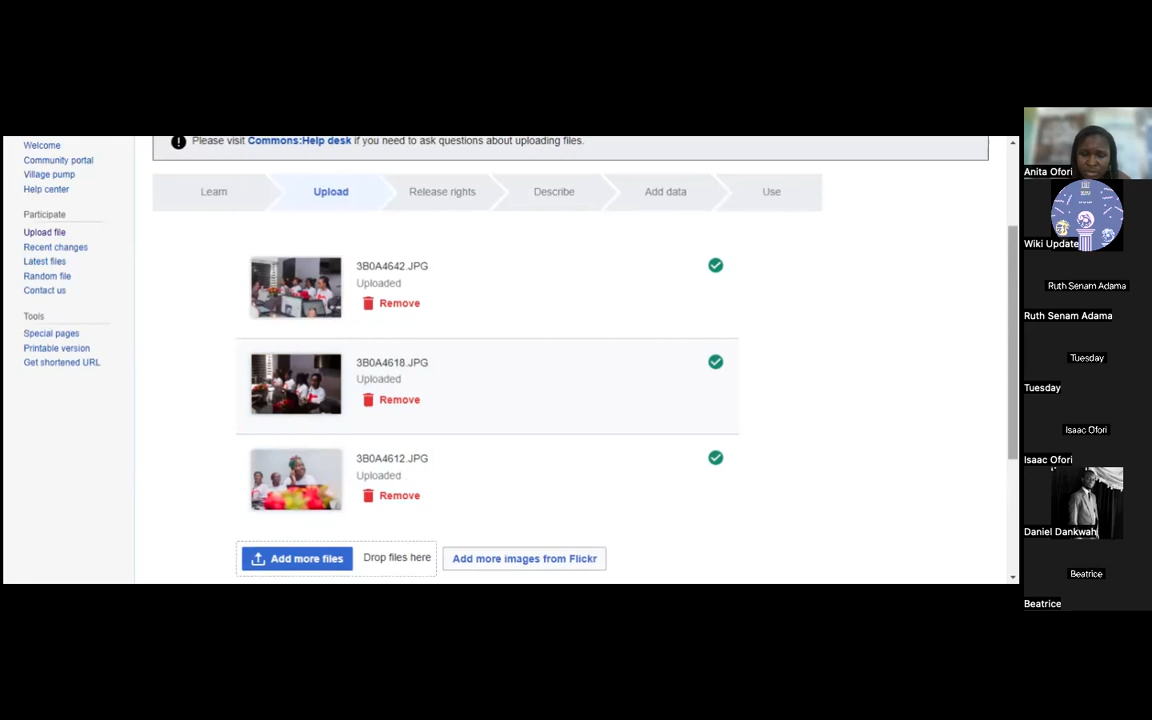 Welcome
Community portal
Village pump
Help center
Participate
Upload file
Recent changes
Latest files
Random file
Contact us
Tools
Special pages
Printable version
Get shortened URL
Please visit Commons:Help desk if you need to ask questions about uploading files.
Learn Upload Release rights Describe Add data Use
3B0A4642.JPG
Uploaded
Remove
3B0A4618.JPG
Uploaded
Remove
3B0A4612.JPG
Uploaded
Remove
Add more files Drop files here Add more images from Flickr
Anita Ofori
Wiki Update
Ruth Senam Adama
Ruth Senam Adama
Tuesday
Tuesday
Isaac Ofori
Isaac Ofori
Daniel Dankwah
Beatrice
Beatrice